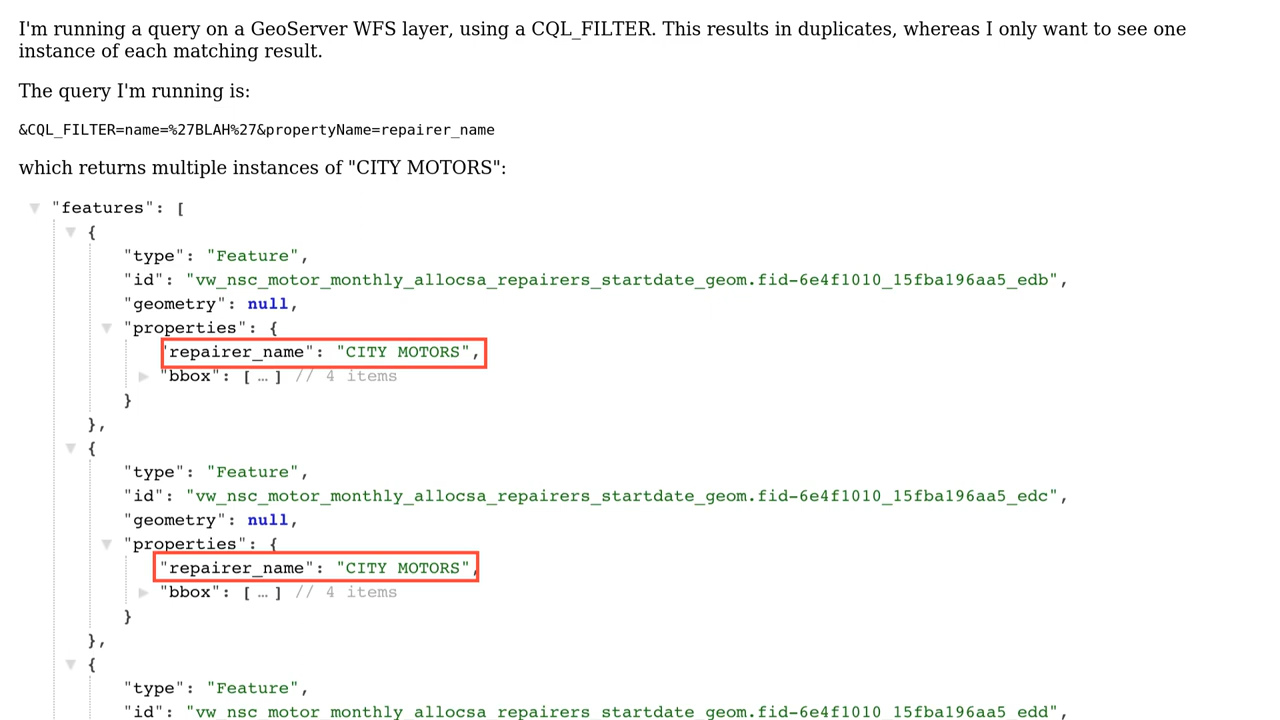 I'm running a query on a GeoServer WFS layer, using a CQL_FILTER. This results in duplicates, whereas I only want to see one
instance of each matching result.
The query I'm running is:
&CQL_FILTER=name=%27BLAH%27&propertyName=repairer_name
which returns multiple instances of "CITY MOTORS":
"features": [
{
"type": "Feature",
"id": "vw_nsc_motor_monthly_allocsa_repairers_startdate_geom.fid-6e4f1010_15fba196aa5_edb",
"geometry": null,
"properties": {
"repairer_name": "CITY MOTORS",
"bbox": [ … ] // 4 items
}
},
{
"type": "Feature",
"id": "vw_nsc_motor_monthly_allocsa_repairers_startdate_geom.fid-6e4f1010_15fba196aa5_edc",
"geometry": null,
"properties": {
"repairer_name": "CITY MOTORS",
"bbox": [ … ] // 4 items
}
},
{
"type": "Feature",
"id": "vw_nsc_motor_monthly_allocsa_repairers_startdate_geom.fid-6e4f1010_15fba196aa5_edd",